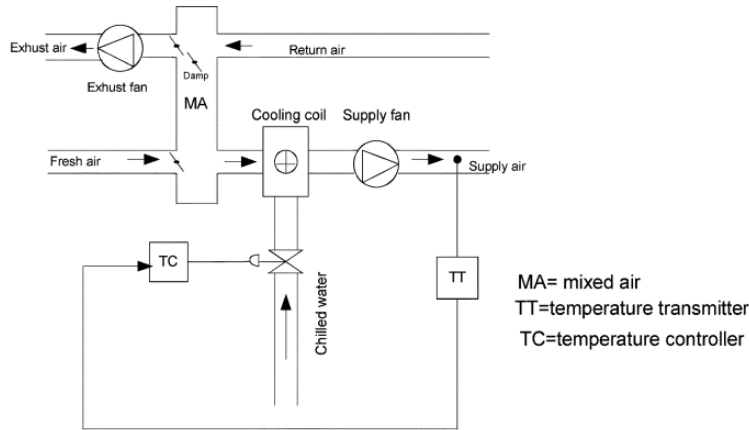 Exhust air
Return air
Damp
Exhust fan
MA
Cooling coil
Supply fan
Fresh air
Supply air
TC
TT
Chilled water
MA= mixed air
TT=temperature transmitter
TC=temperature controller